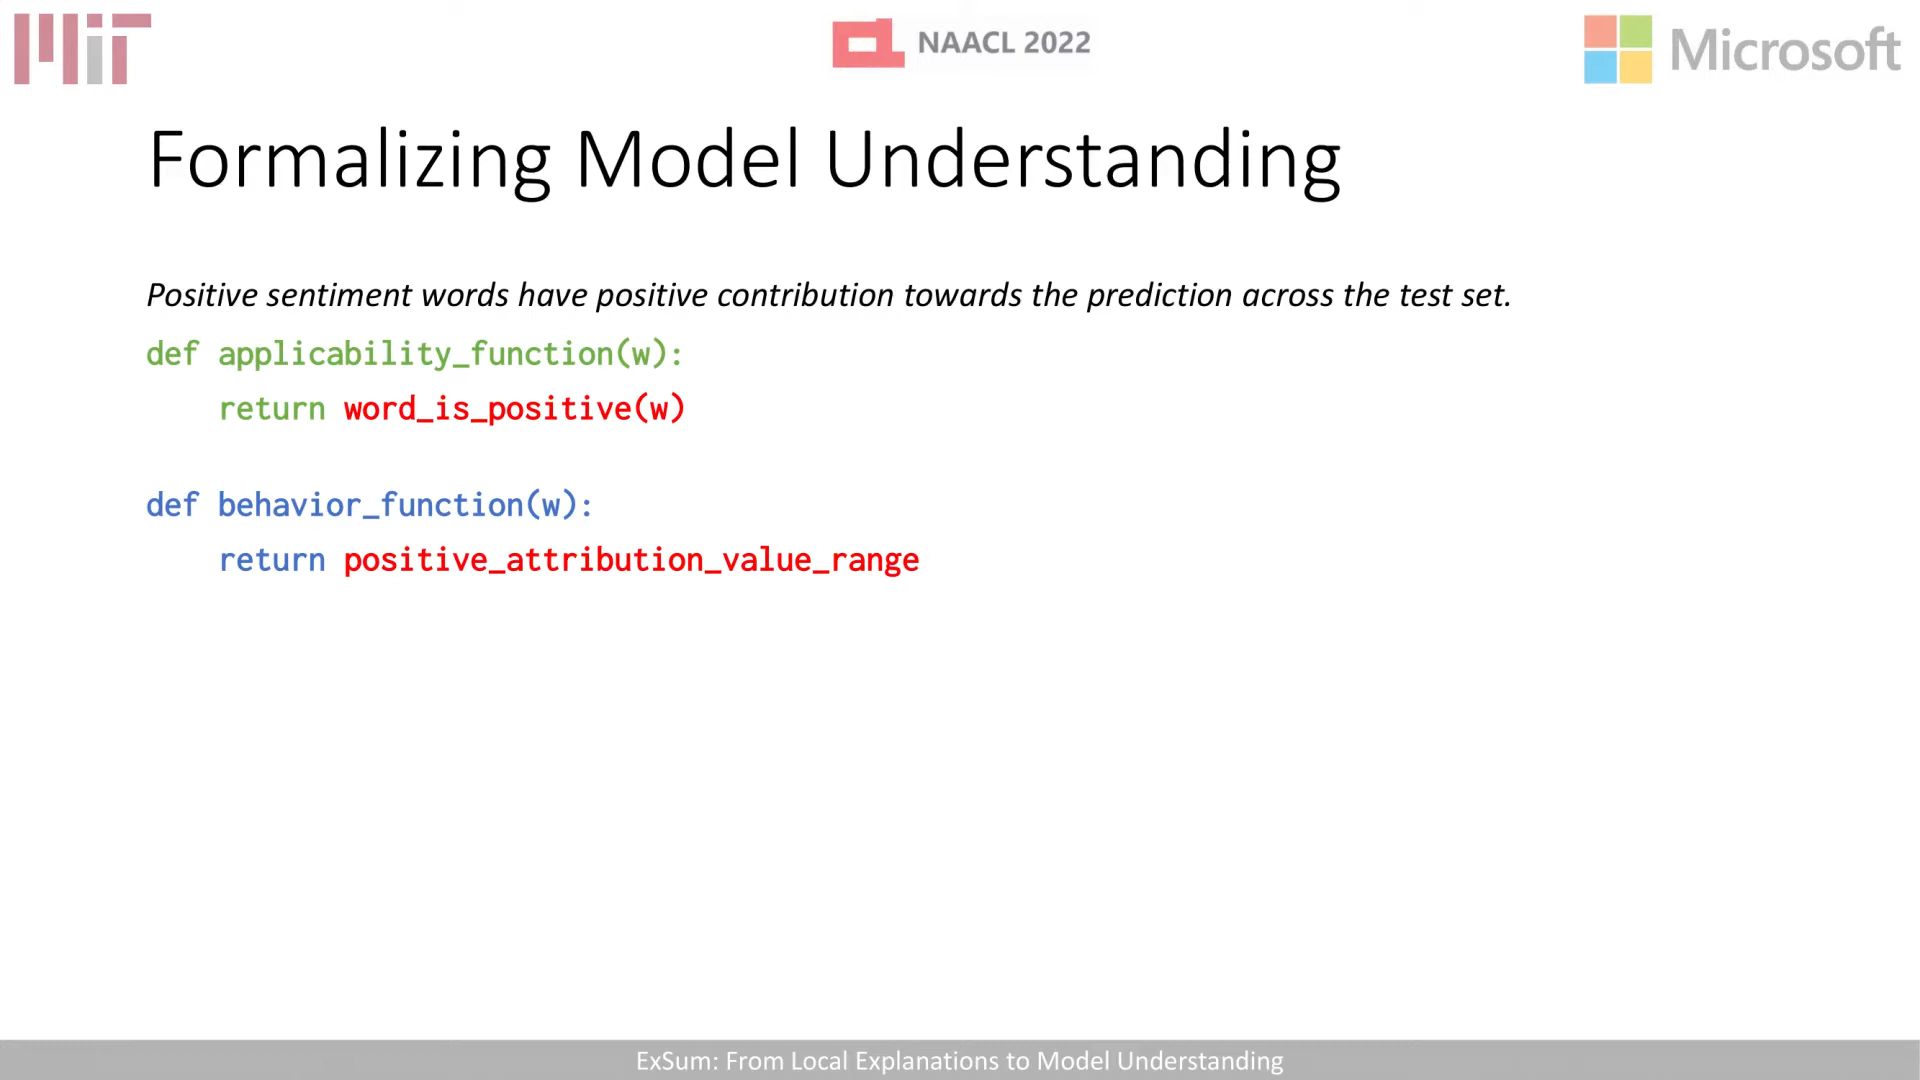 MIT
NAACL 2022
Microsoft
Formalizing Model Understanding
Positive sentiment words have positive contribution towards the prediction across the test set.
def applicability_function(w):
    return word_is_positive(w)
def behavior_function(w):
    return positive_attribution_value_range
ExSum: From Local Explanations to Model Understanding